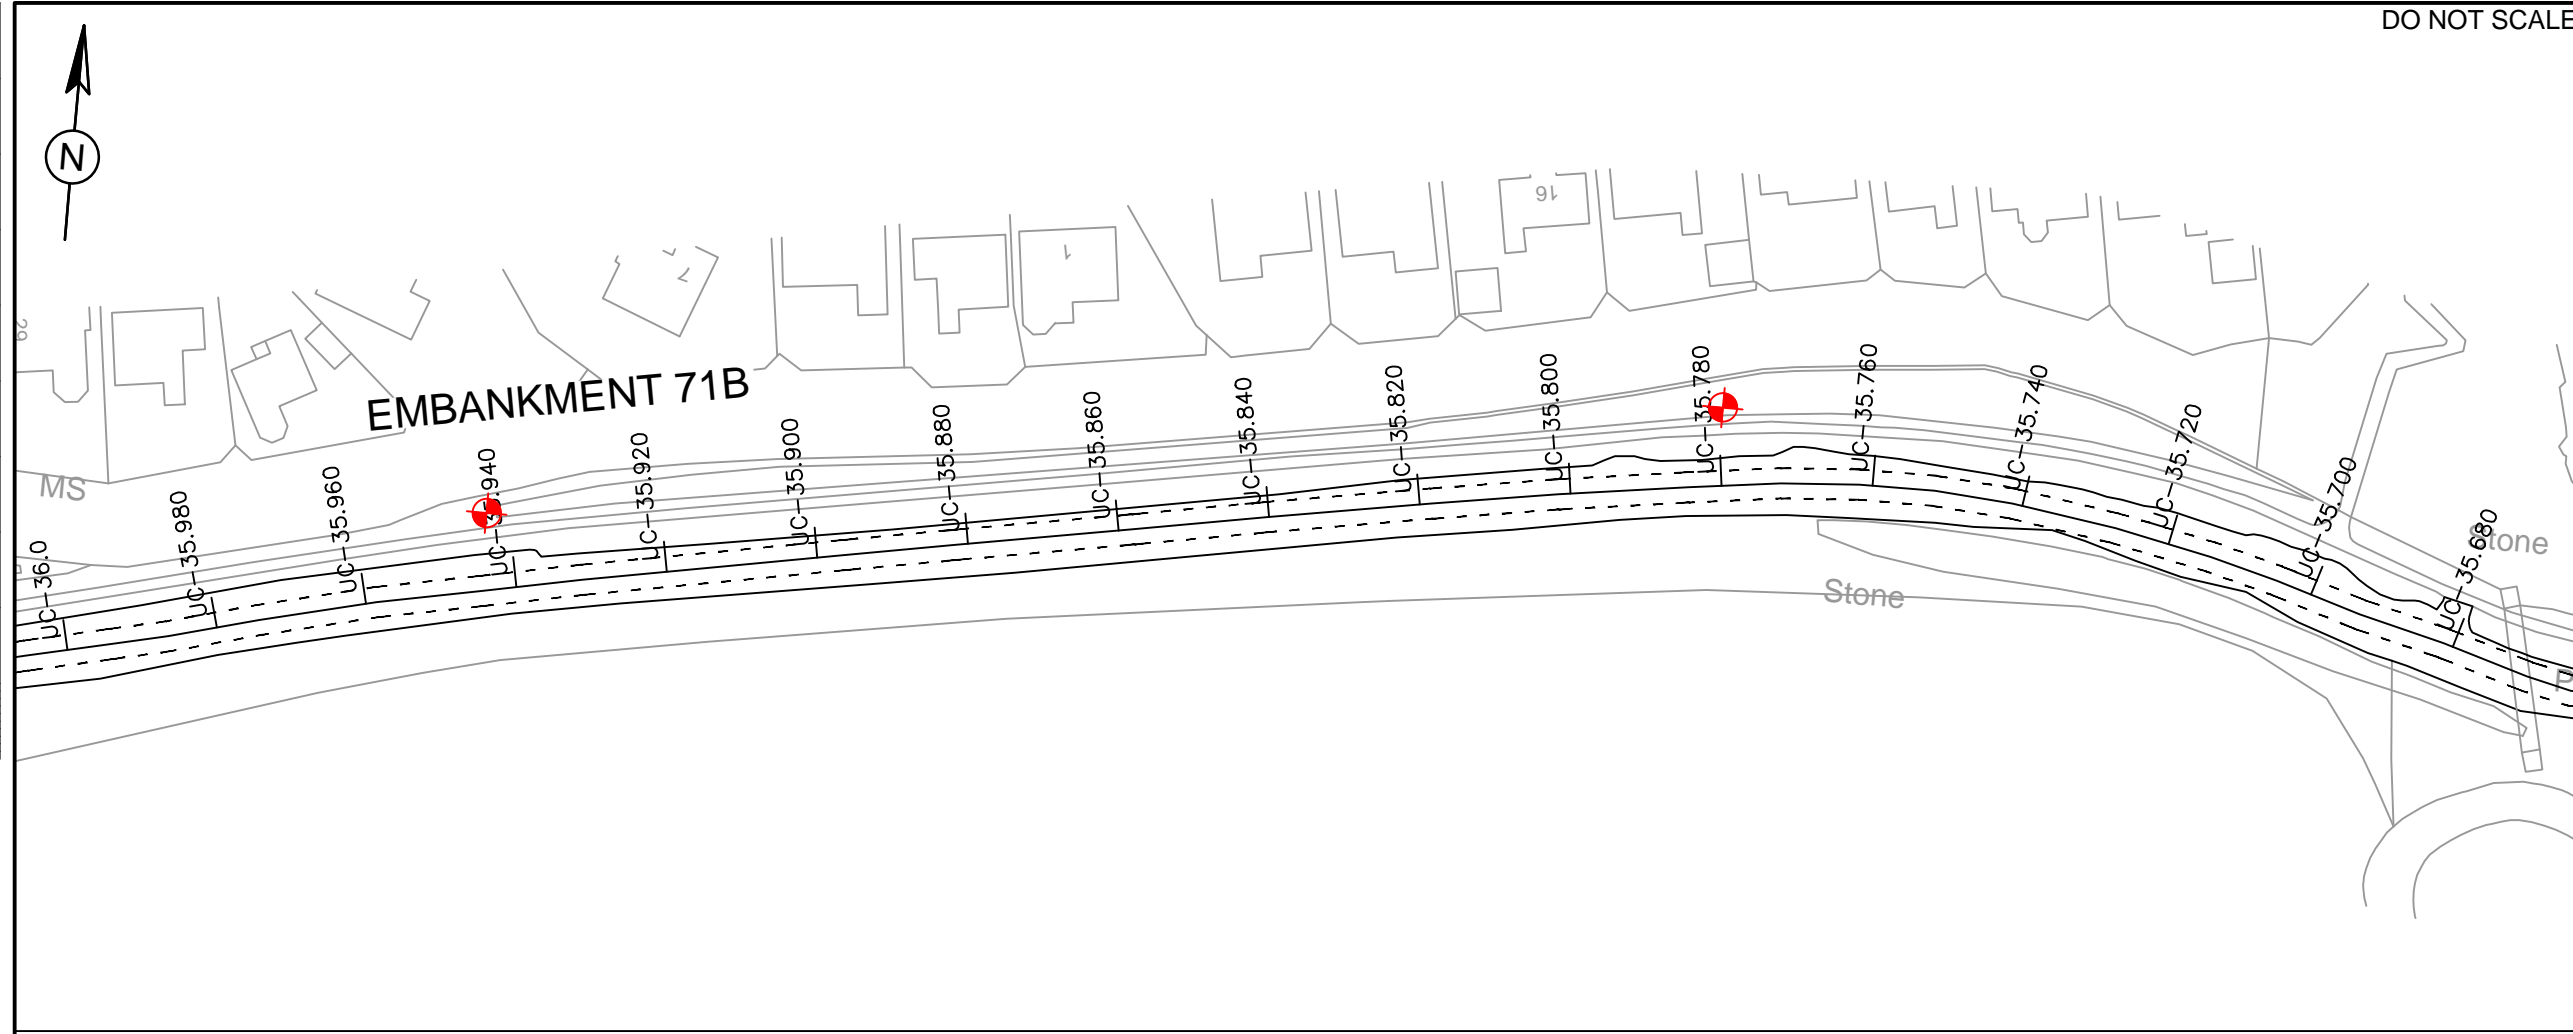 DO NOT SCALE
N
16
1
7
29
EMBANKMENT 71B
MS
UC-36.0
UC-35.980
UC-35.960
UC-35.940
UC-35.920
UC-35.900
UC-35.880
UC-35.860
UC-35.840
UC-35.820
UC-35.800
UC-35.780
UC-35.760
UC-35.740
UC-35.720
UC-35.700
UC-35.680
Stone
Stone
P